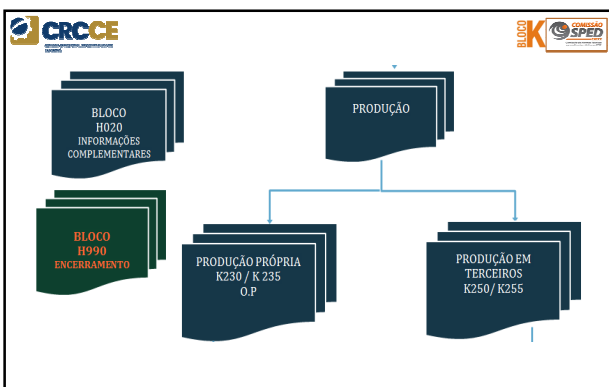 CRCCE
BLOCO K
COMISSÃO
SPED
BLOCO
H020
INFORMAÇÕES
COMPLEMENTARES
PRODUÇÃO
BLOCO
H990
ENCERRAMENTO
PRODUÇÃO PRÓPRIA
K230 / K 235
O.P
PRODUÇÃO EM
TERCEIROS
K250/ K255